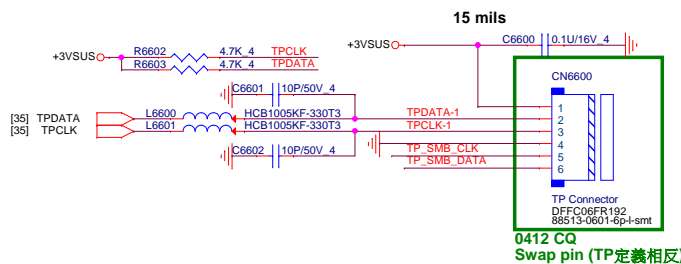 15 mils
+3VSUS
R6602 4.7K_4 TPCLK
R6603 4.7K_4 TPDATA
+3VSUS
C6600 0.1U/16V_4
CN6600
C6601 10P/50V_4
[35] TPDATA L6600 HCB1005KF-330T3 TPDATA-1
[35] TPCLK L6601 HCB1005KF-330T3 TPCLK-1
C6602 10P/50V_4
TP_SMB_CLK
TP_SMB_DATA
1
2
3
4
5
6
TP Connector
DFFC06FR192
88513-0601-6p-l-smt
0412 CQ
Swap pin (TP定義相反)